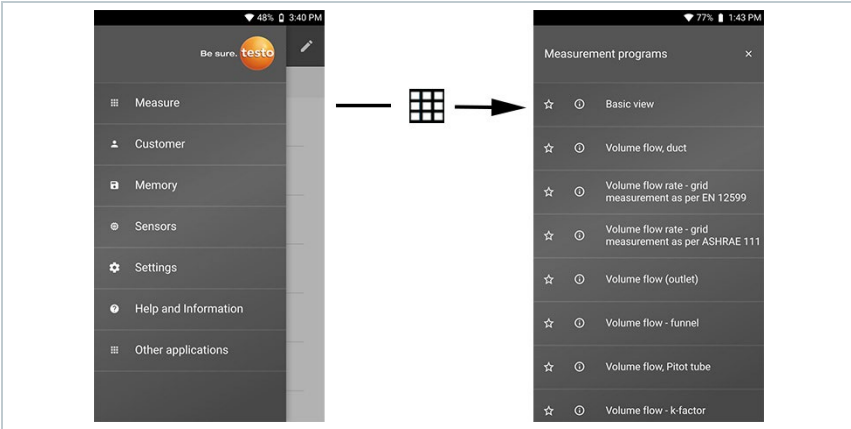 48% 3:40 PM
Be sure. testo
Measure
Customer
Memory
Sensors
Settings
Help and Information
Other applications
77% 1:43 PM
Measurement programs ×
Basic view
Volume flow, duct
Volume flow rate - grid
measurement as per EN 12599
Volume flow rate - grid
measurement as per ASHRAE 111
Volume flow (outlet)
Volume flow - funnel
Volume flow, Pitot tube
Volume flow - k-factor